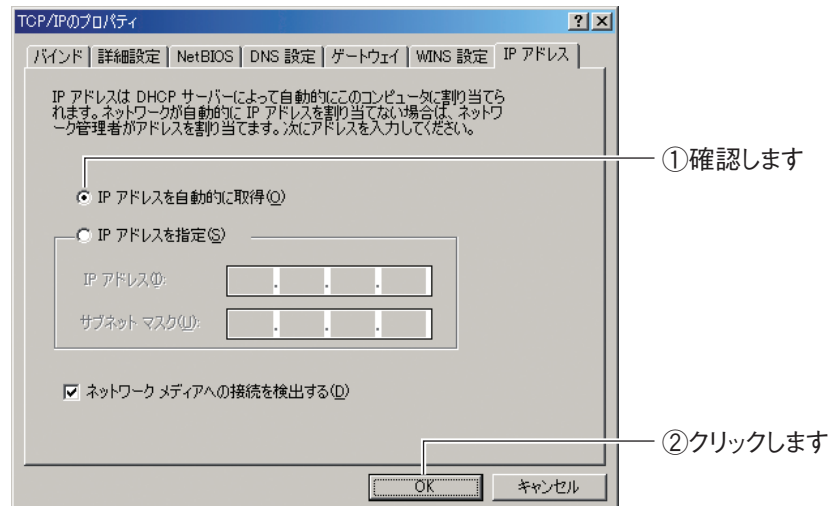 TCP/IPのプロパティ
バインド 詳細設定 NetBIOS DNS 設定 ゲートウェイ WINS 設定 IP アドレス
IP アドレスは DHCP サーバーによって自動的にこのコンピュータに割り当てら
れます。ネットワークが自動的に IP アドレスを割り当てない場合は、ネットワ
ーク管理者がアドレスを割り当てます。次にアドレスを入力してください。
①確認します
IP アドレスを自動的に取得(O)
IP アドレスを指定(S)
IP アドレス(I):
サブネット マスク(U):
ネットワーク メディアへの接続を検出する(D)
②クリックします
OK キャンセル